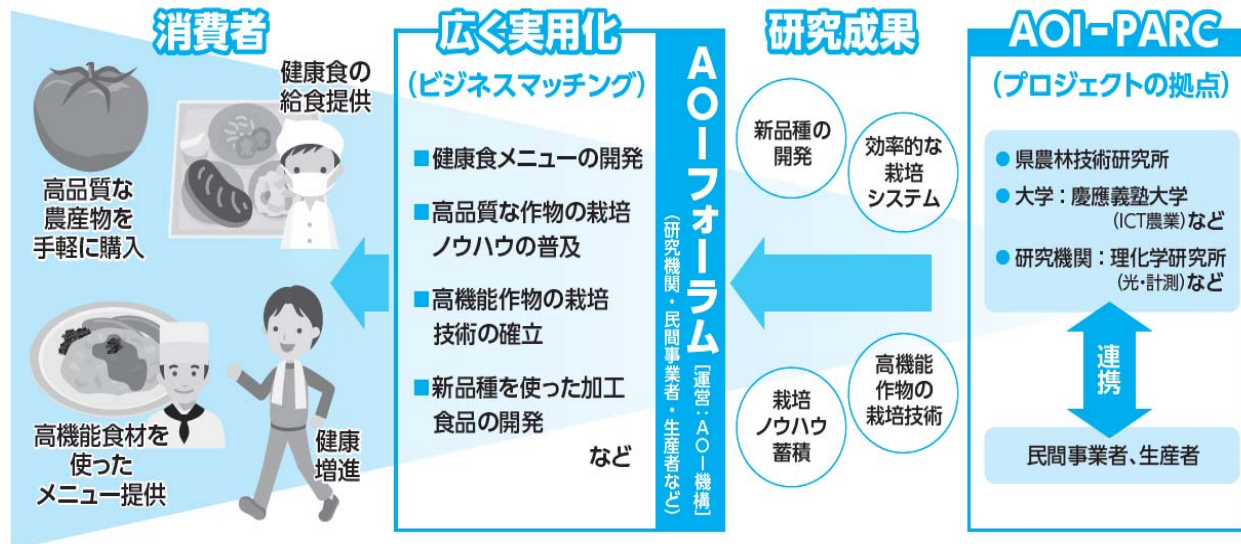 消費者
健康食の
給食提供
高品質な
農産物を
手軽に購入
高機能食材を
使った
メニュー提供
健康
増進
広く実用化
(ビジネスマッチング)
■健康食メニューの開発
■高品質な作物の栽培
ノウハウの普及
■高機能作物の栽培
技術の確立
■新品種を使った加工
食品の開発
など
AOIフォーラム[運営:AOI機構]
(研究機関・民間事業者・生産者など)
研究成果
新品種の
開発
効率的な
栽培
システム
栽培
ノウハウ
蓄積
高機能
作物の
栽培技術
AOI-PARC
(プロジェクトの拠点)
●県農林技術研究所
●大学:慶應義塾大学
(ICT農業)など
●研究機関:理化学研究所
(光・計測)など
連携
民間事業者、生産者